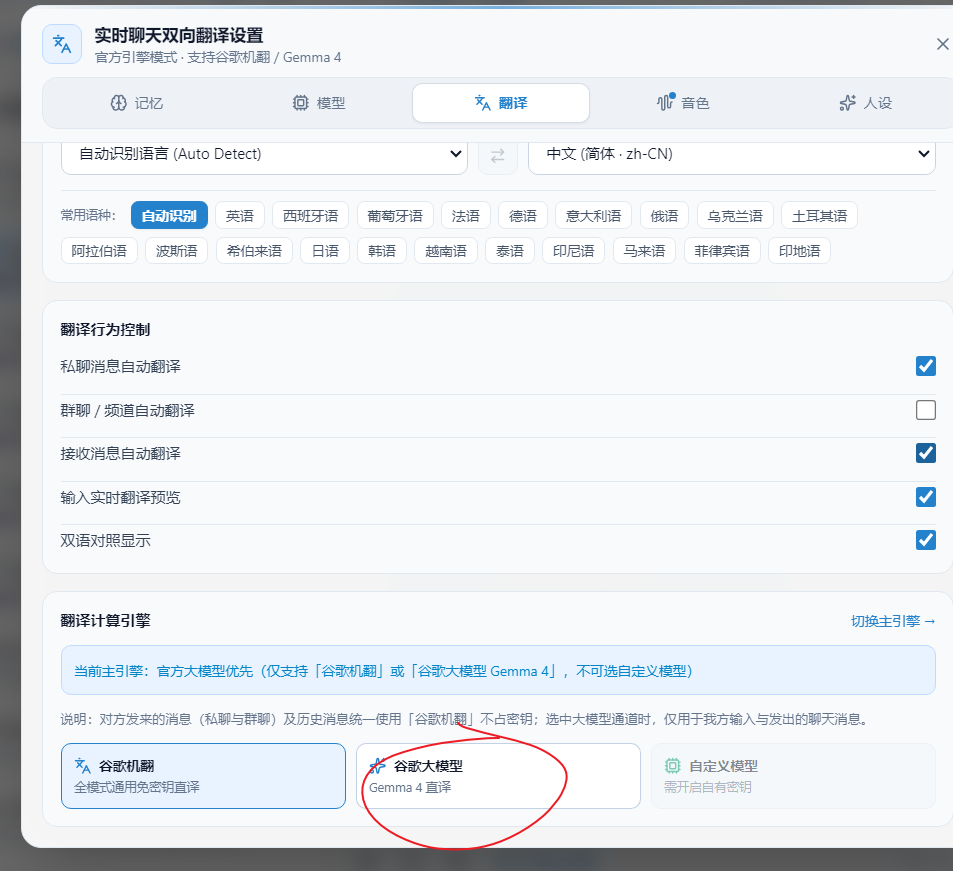 实时聊天双向翻译设置
官方引擎模式 · 支持谷歌机翻 / Gemma 4
记忆
模型
翻译
音色
人设
自动识别语言 (Auto Detect)
中文 (简体 · zh-CN)
常用语种: 自动识别 英语 西班牙语 葡萄牙语 法语 德语 意大利语 俄语 乌克兰语 土耳其语
阿拉伯语 波斯语 希伯来语 日语 韩语 越南语 泰语 印尼语 马来语 菲律宾语 印地语
翻译行为控制
私聊消息自动翻译
群聊 / 频道自动翻译
接收消息自动翻译
输入实时翻译预览
双语对照显示
翻译计算引擎
切换主引擎 →
当前主引擎：官方大模型优先（仅支持「谷歌机翻」或「谷歌大模型 Gemma 4」，不可选自定义模型）
说明：对方发来的消息（私聊与群聊）及历史消息统一使用「谷歌机翻」不占密钥；选中大模型通道时，仅用于我方输入与发出的聊天消息。
谷歌机翻
全模式通用免密钥直译
谷歌大模型
Gemma 4 直译
自定义模型
需开启自有密钥